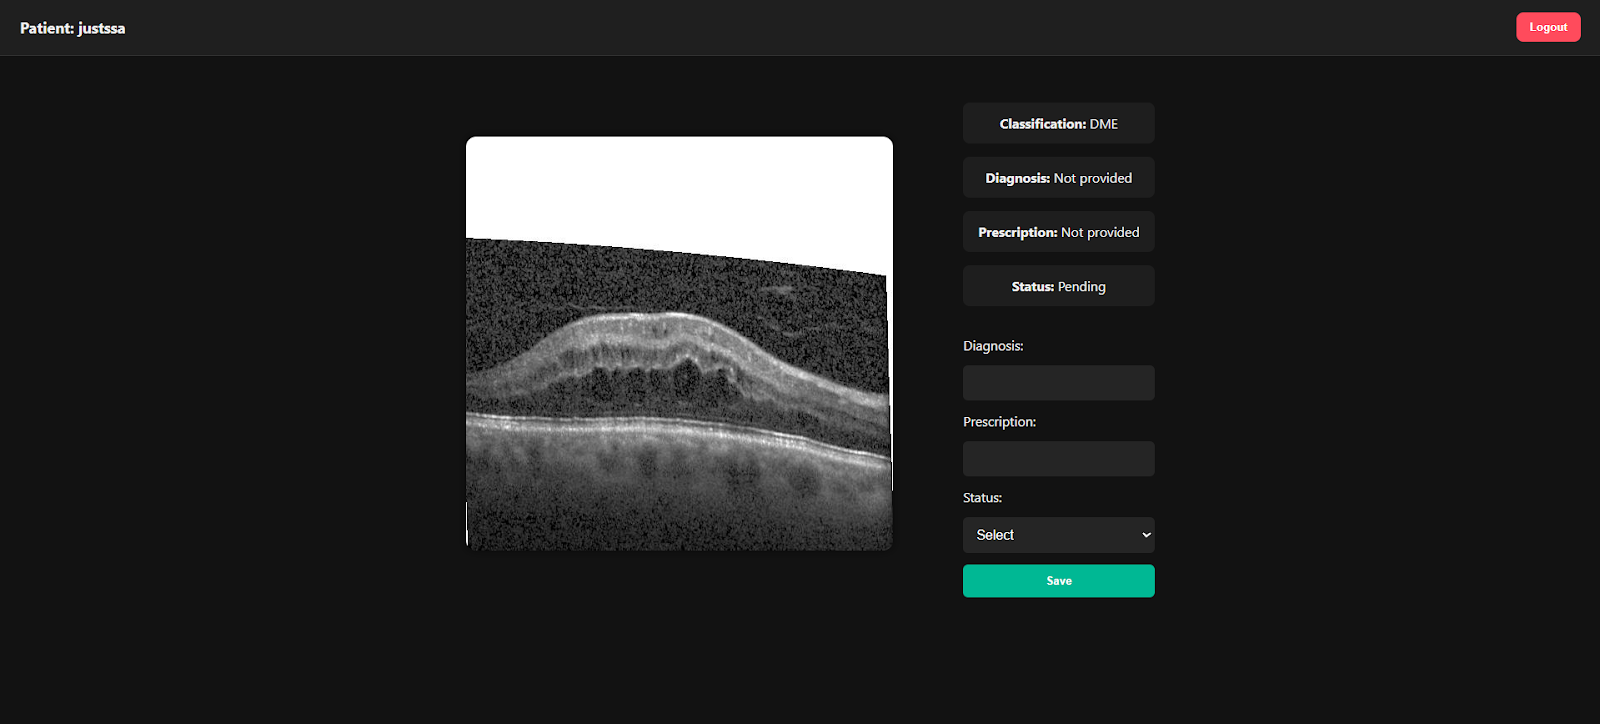 Patient: justssa
Logout
Classification: DME
Diagnosis: Not provided
Prescription: Not provided
Status: Pending
Diagnosis:
Prescription:
Status:
Select
Save